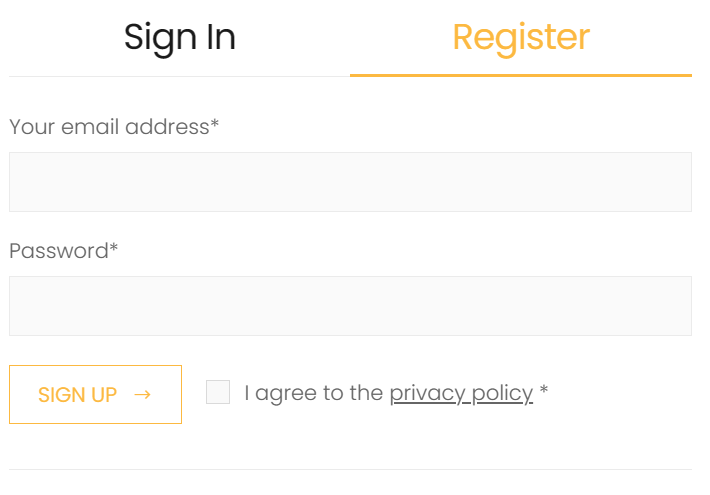 Sign In
Register
Your email address*
Password*
SIGN UP →
I agree to the privacy policy *